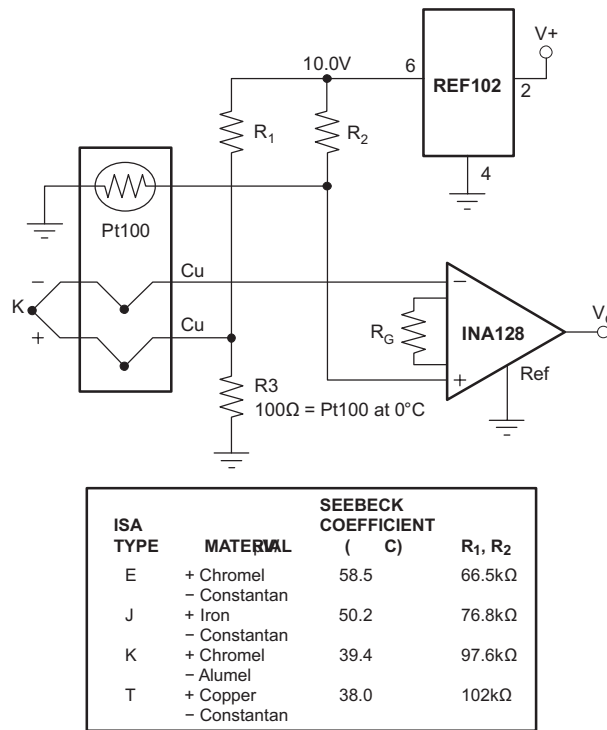 V+
10.0V
6
REF102
2
R1
R2
4
Pt100
Cu
−
K
Cu
+
−
RG
INA128
+
Ref
R3
100Ω = Pt100 at 0°C
ISA TYPE
SEEBECK COEFFICIENT
( C)
R1, R2
E + Chromel 58.5 66.5kΩ
− Constantan
J + Iron 50.2 76.8kΩ
− Constantan
K + Chromel 39.4 97.6kΩ
− Alumel
T + Copper 38.0 102kΩ
− Constantan